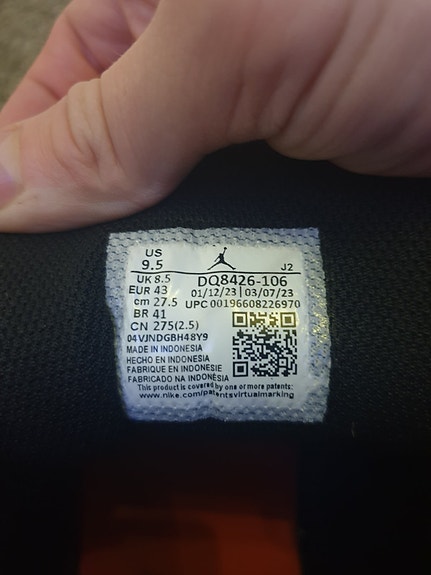 US
9.5
J2
UK 8.5
DQ8426-106
EUR 43
01/12/23 | 03/07/23
cm 27.5
UPC 00196608226970
BR 41
CN 275(2.5)
04VJNDGBH48Y9
MADE IN INDONESIA
HECHO EN INDONESIA
FABRIQUE EN INDONESIE
FABRICADO NA INDONÉSIA
This product is covered by one or more patents:
www.nike.com/patentsvirtualmarking